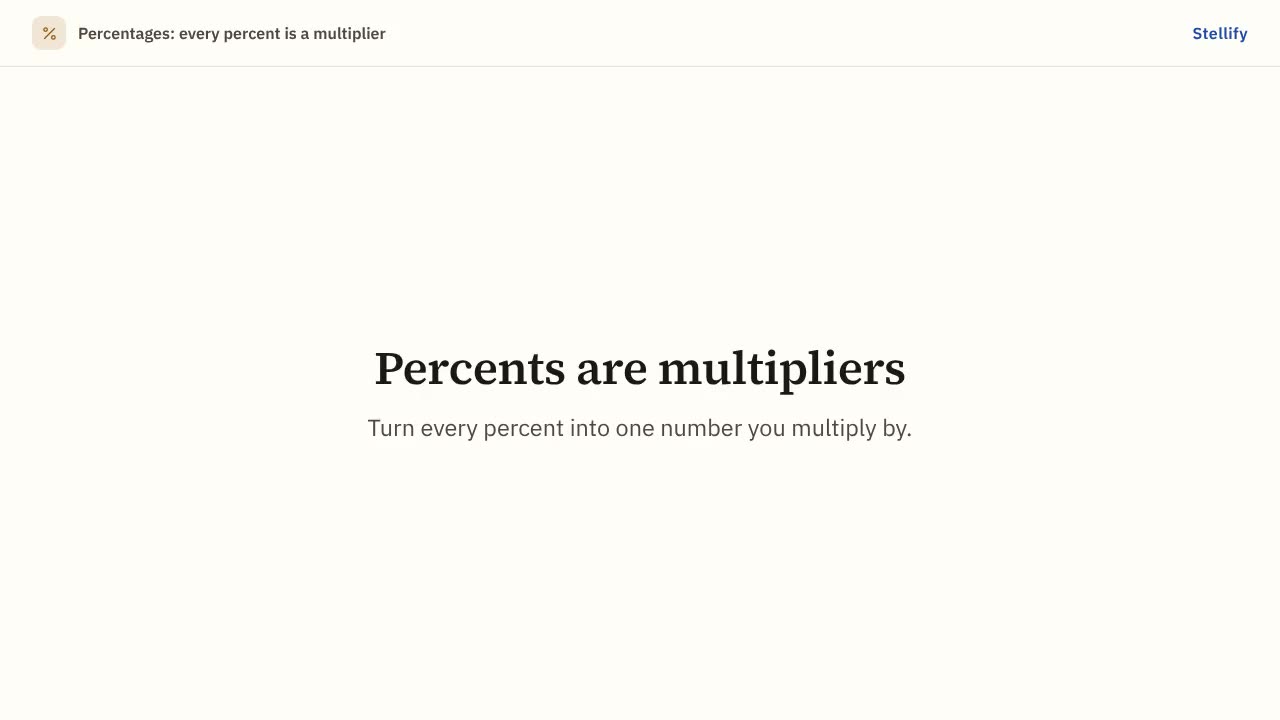 % Percentages: every percent is a multiplier
Stellify
Percents are multipliers
Turn every percent into one number you multiply by.